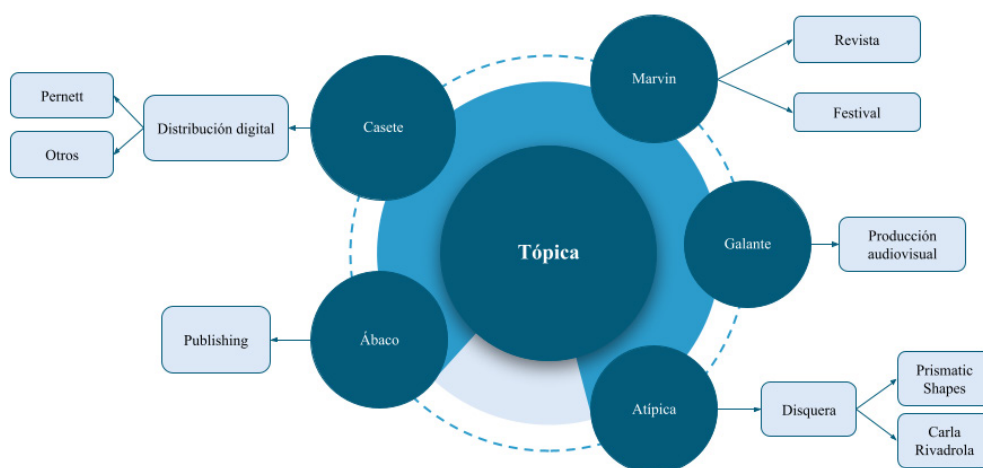 Revista
Marvin
Pernett
Festival
Casete
Distribución digital
Otros
Tópica
Galante
Producción
audiovisual
Publishing
Ábaco
Prismatic
Shapes
Atípica
Disquera
Carla
Rivadrola